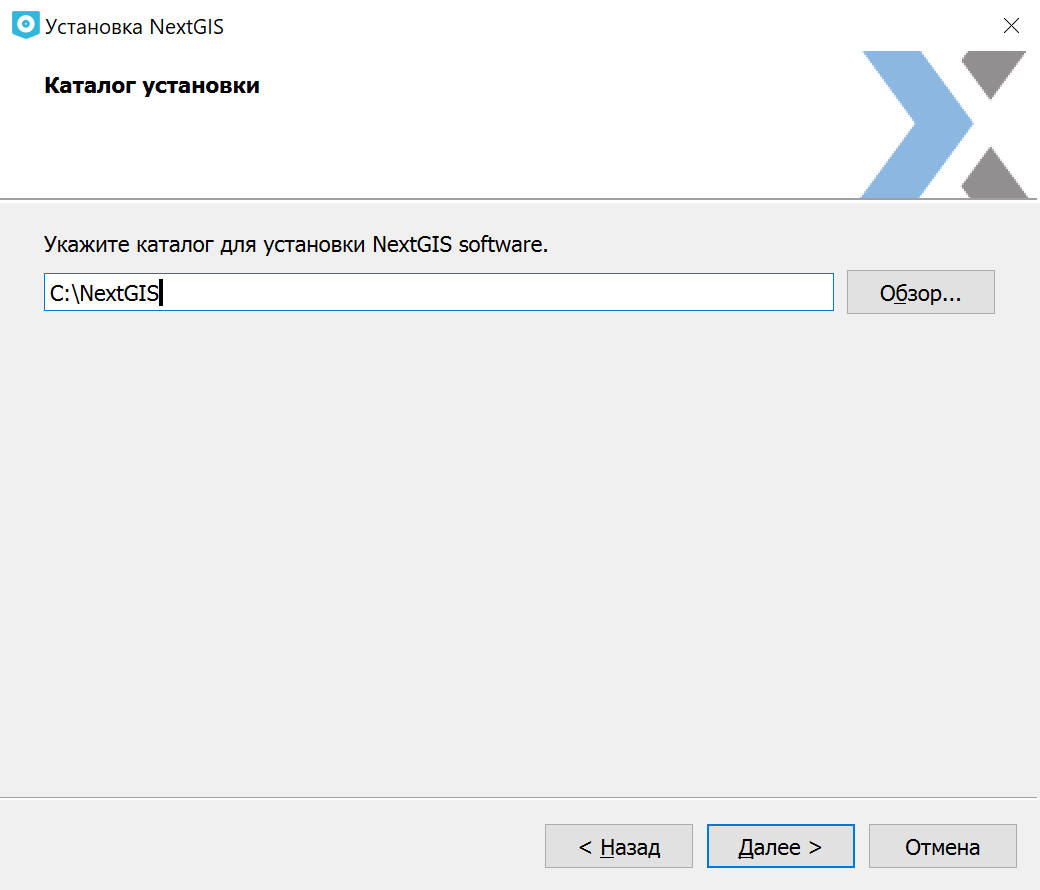 Установка NextGIS
Каталог установки
Укажите каталог для установки NextGIS software.
C:\NextGIS
Обзор...
< Назад
Далее >
Отмена